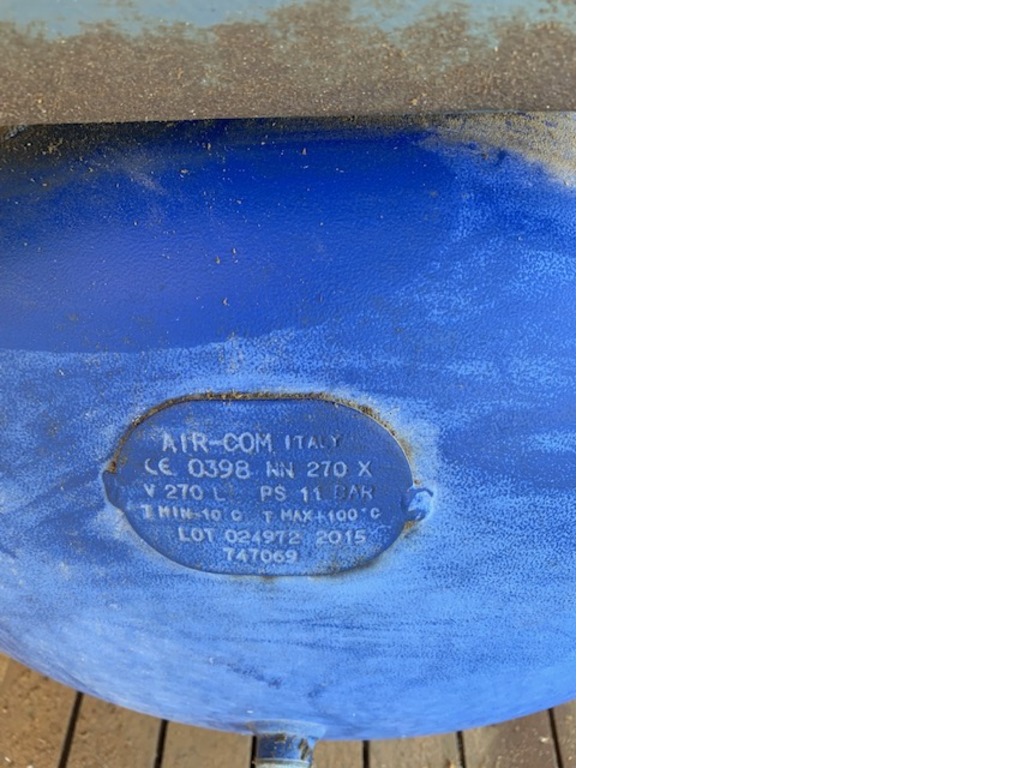 AIR-COM ITALY
CE 0398 NN 270 X
V 270 L PS 11 BAR
T MIN-10°C T MAX+100°C
LOT 024972 2015
747069